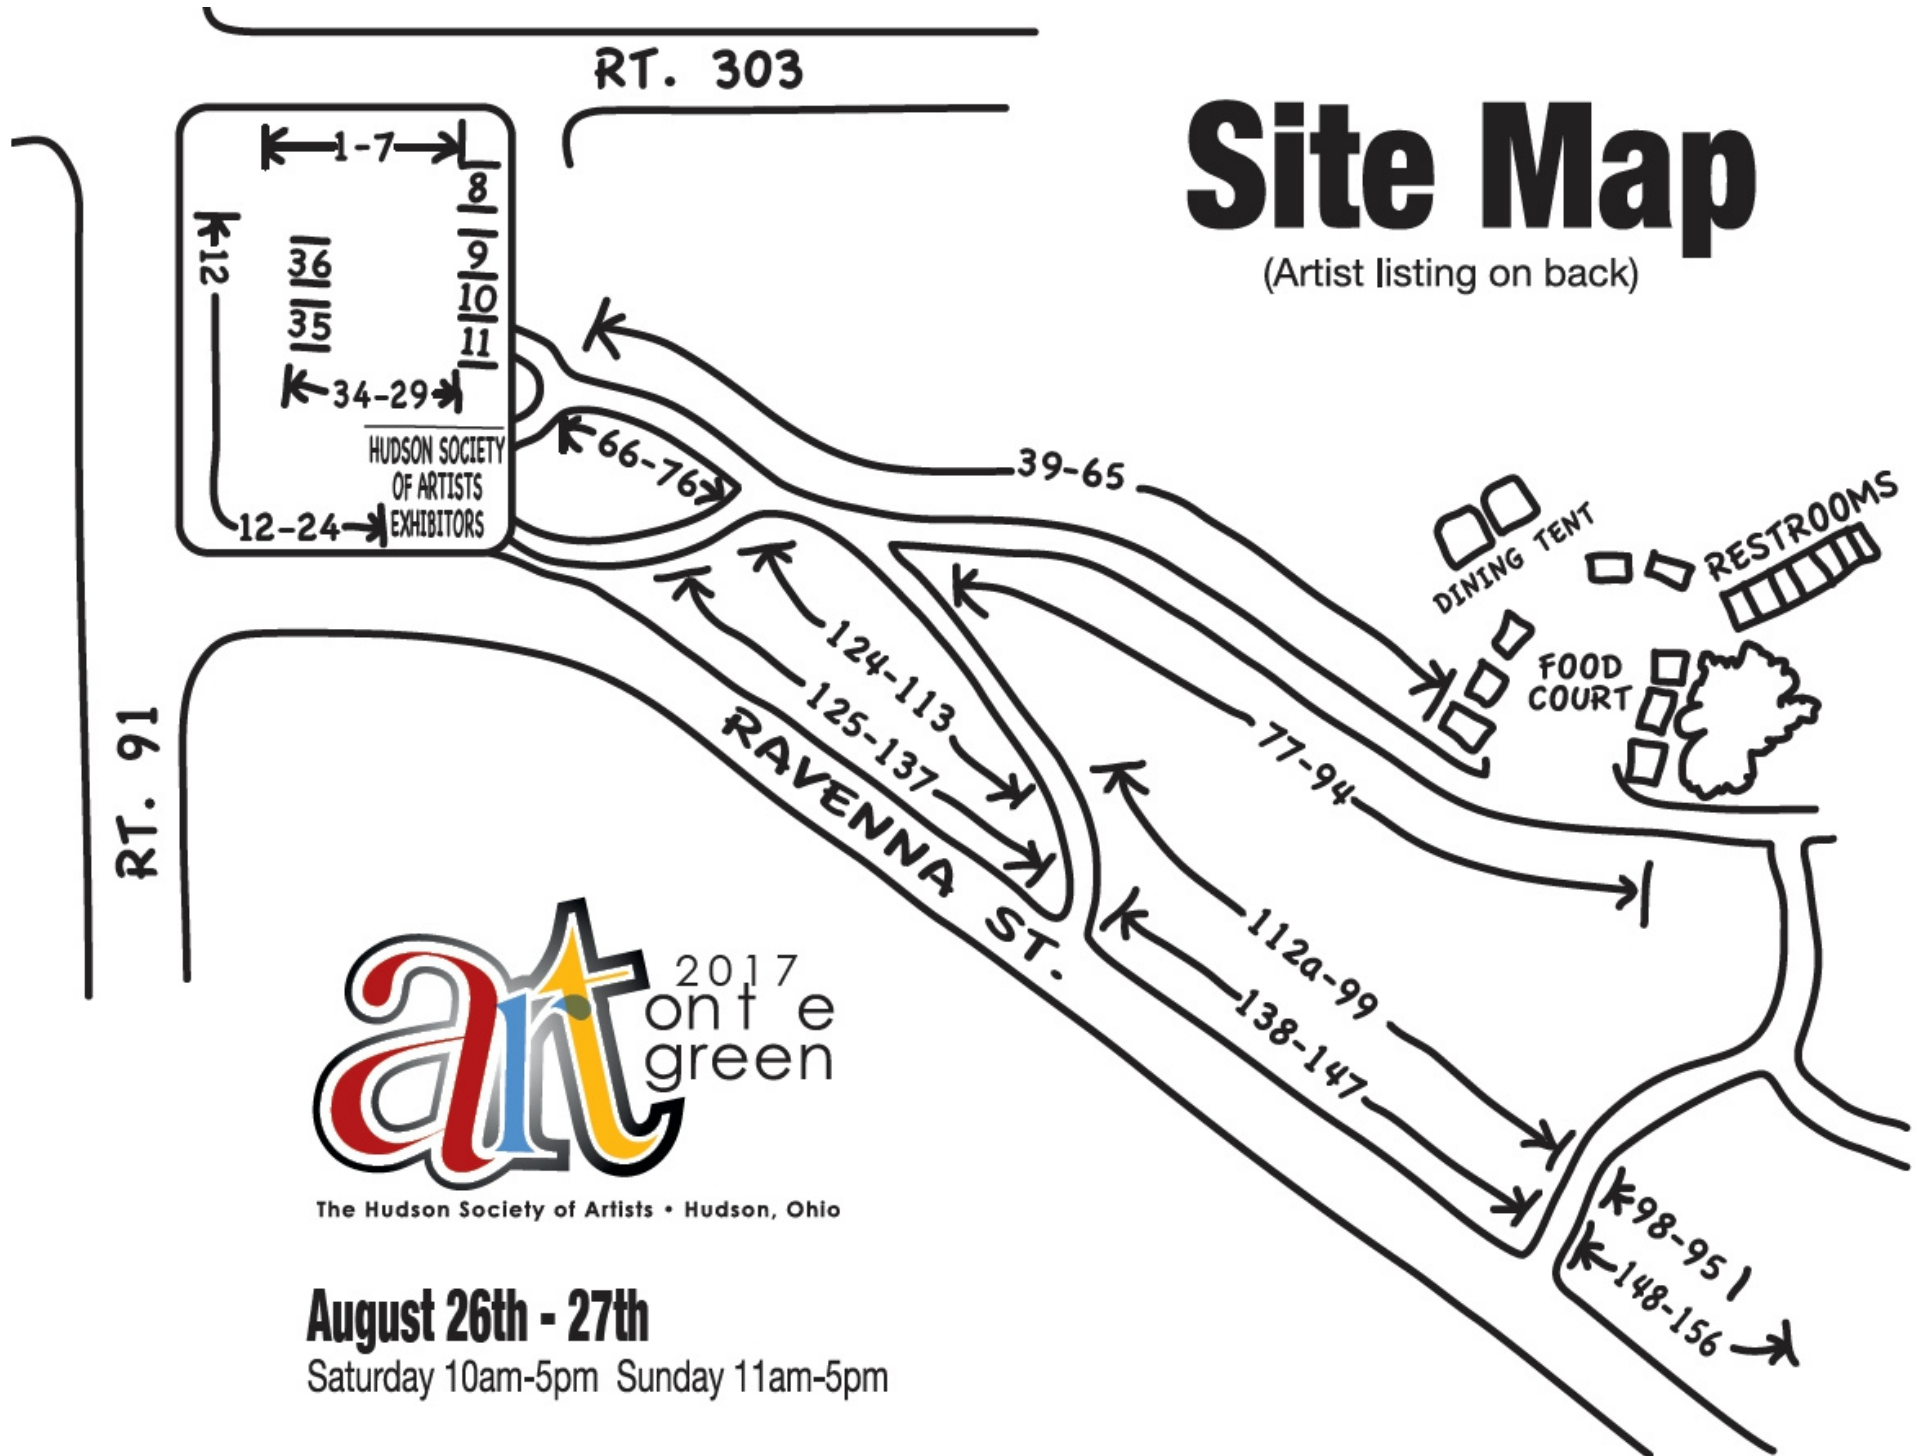 RT. 303
Site Map
(Artist listing on back)
1-7
8
9
10
11
12
36
35
34-29
HUDSON SOCIETY
OF ARTISTS
EXHIBITORS
12-24
66-76
39-65
DINING TENT
RESTROOMS
FOOD
COURT
124-113
125-137
77-94
RAVENNA ST.
RT. 91
112a-99
138-147
98-95
148-156
art
2017
on t e
green
The Hudson Society of Artists • Hudson, Ohio
August 26th - 27th
Saturday 10am-5pm Sunday 11am-5pm